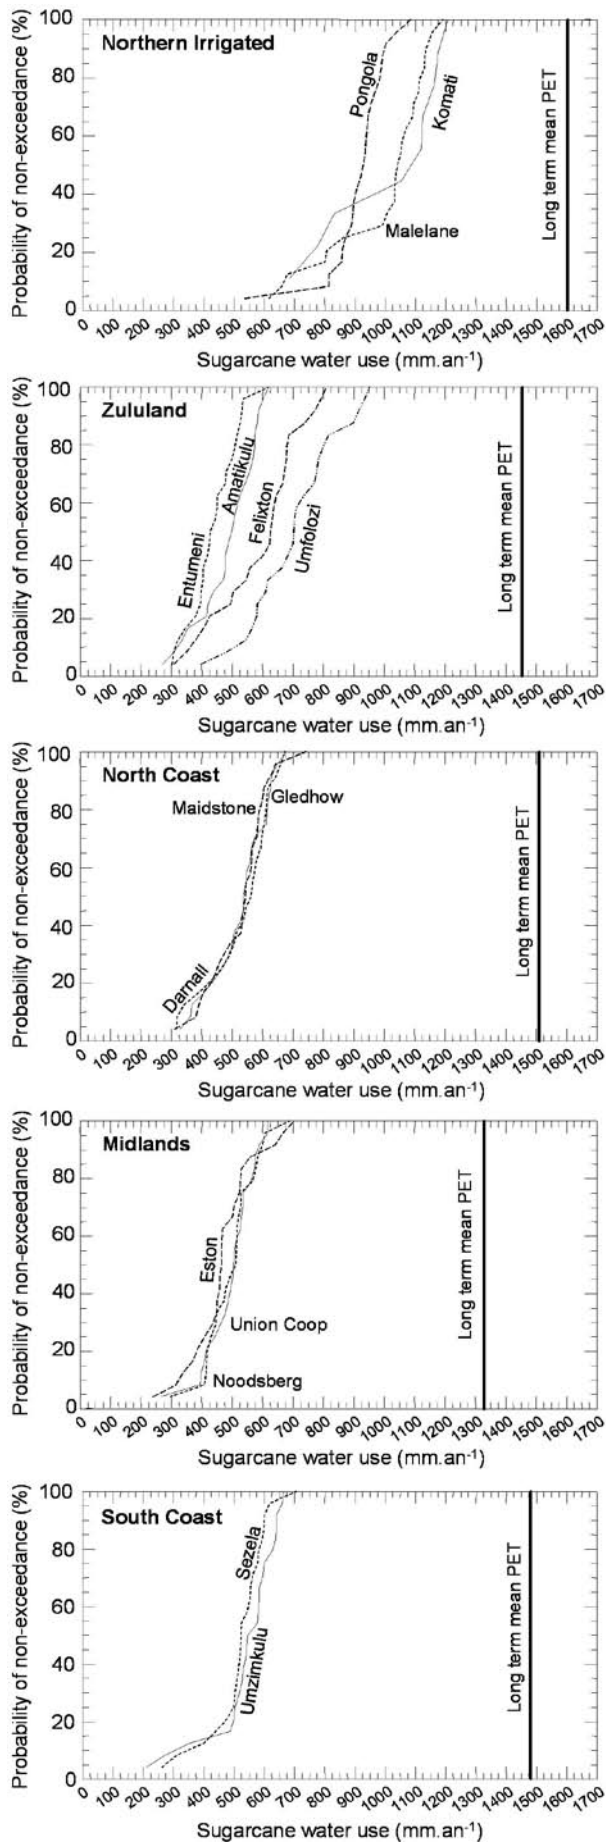 Probability of non-exceedance (%)
100
80
60
40
20
0
Northern Irrigated
Pongola
Komati
Malelane
Long term mean PET
0 100 200 300 400 500 600 700 800 900 1000 1100 1200 1300 1400 1500 1600 1700
Sugarcane water use (mm.an-1)
Probability of non-exceedance (%)
100
80
60
40
20
0
Zululand
Entumeni
Amatikulu
Felixton
Umfolozi
Long term mean PET
0 100 200 300 400 500 600 700 800 900 1000 1100 1200 1300 1400 1500 1600 1700
Sugarcane water use (mm.an-1)
Probability of non-exceedance (%)
100
80
60
40
20
0
North Coast
Maidstone
Gledhow
Darnall
Long term mean PET
0 100 200 300 400 500 600 700 800 900 1000 1100 1200 1300 1400 1500 1600 1700
Sugarcane water use (mm.an-1)
Probability of non-exceedance (%)
100
80
60
40
20
0
Midlands
Eston
Union Coop
Noodsberg
Long term mean PET
0 100 200 300 400 500 600 700 800 900 1000 1100 1200 1300 1400 1500 1600 1700
Sugarcane water use (mm.an-1)
Probability of non-exceedance (%)
100
80
60
40
20
0
South Coast
Sezela
Umzimkulu
Long term mean PET
0 100 200 300 400 500 600 700 800 900 1000 1100 1200 1300 1400 1500 1600 1700
Sugarcane water use (mm.an-1)